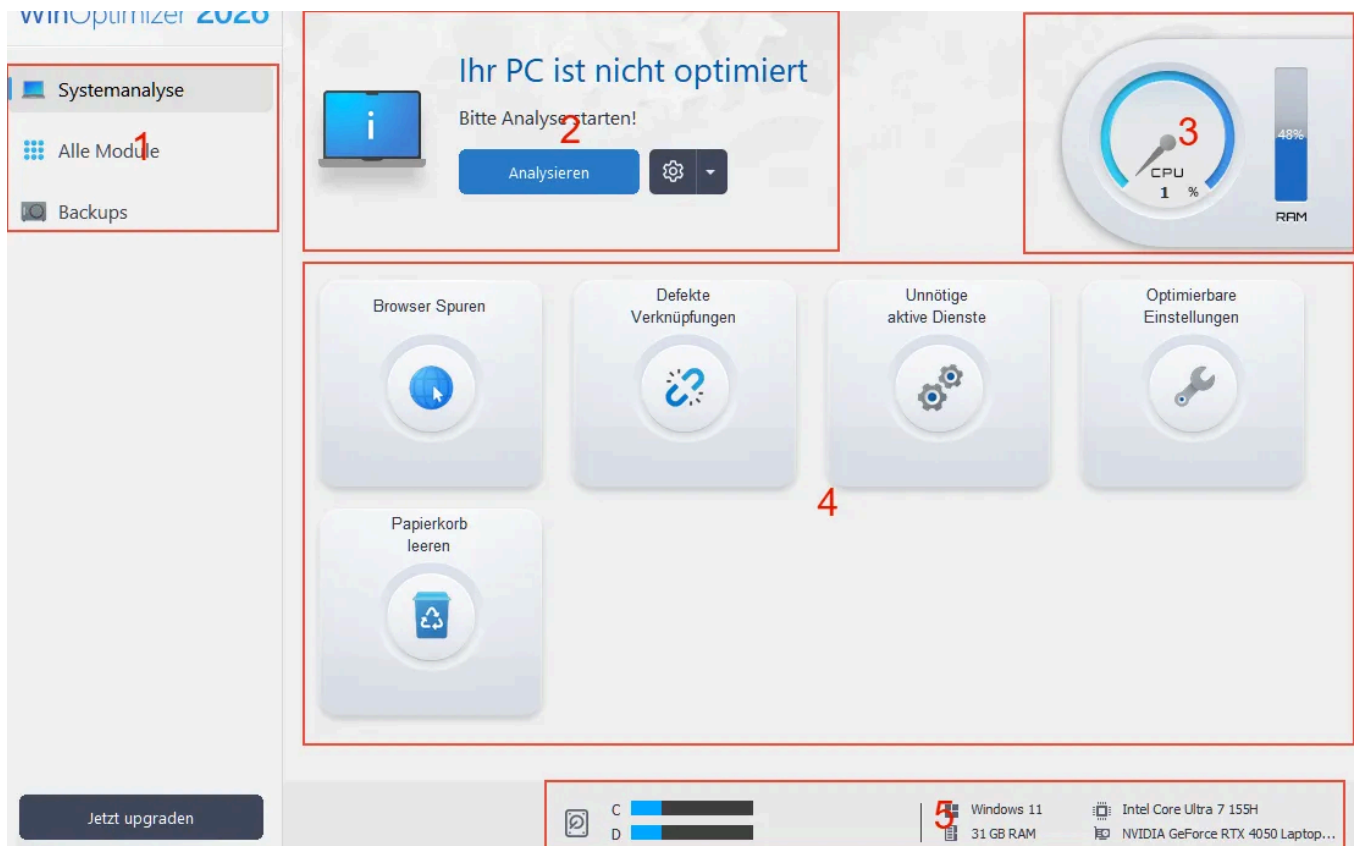 WinOptimizer 2026
Systemanalyse
1
Alle Module
Backups
Jetzt upgraden
Ihr PC ist nicht optimiert
Bitte Analyse starten!
2
Analysieren
3
CPU
1 %
48%
RAM
Browser Spuren
Defekte
Verknüpfungen
Unnötige
aktive Dienste
Optimierbare
Einstellungen
4
Papierkorb
leeren
C
D
5
Windows 11
31 GB RAM
Intel Core Ultra 7 155H
NVIDIA GeForce RTX 4050 Laptop...